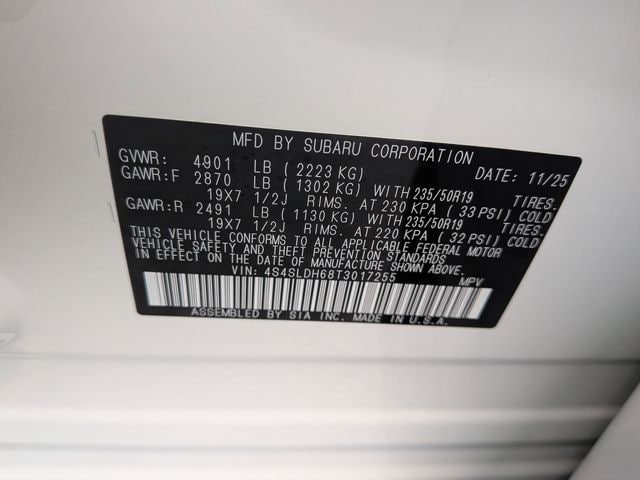 MFD BY SUBARU CORPORATION
GVWR: 4901 LB (2223 KG) DATE: 11/25
GAWR:F 2870 LB (1302 KG) WITH 235/50R19 TIRES.
19X7 1/2J RIMS. AT 230 KPA (33 PSI) COLD
GAWR:R 2491 LB (1130 KG) WITH 235/50R19 TIRES.
19X7 1/2J RIMS. AT 220 KPA (32 PSI) COLD
THIS VEHICLE CONFORMS TO ALL APPLICABLE FEDERAL MOTOR
VEHICLE SAFETY AND THEFT PREVENTION STANDARDS
IN EFFECT ON THE DATE OF MANUFACTURE SHOWN ABOVE.
VIN: 4S4SLDH68T3017255 MPV
ASSEMBLED BY SIA INC. MADE IN U.S.A.